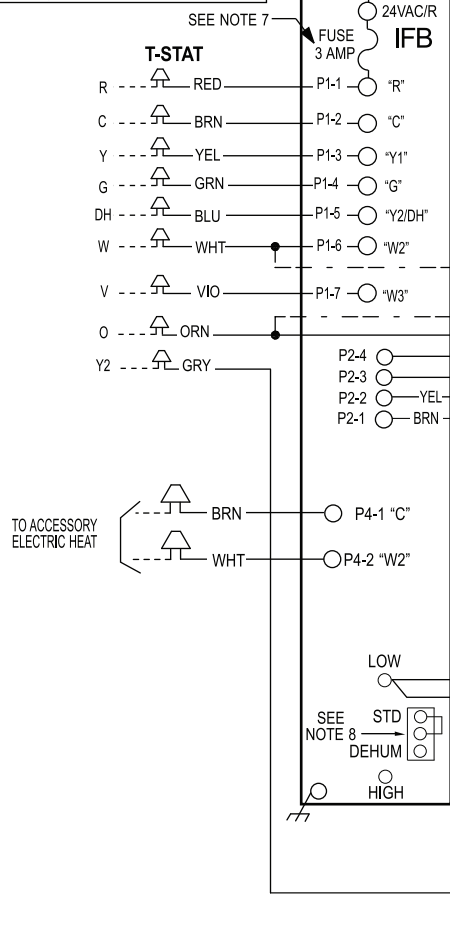 24VAC/R
SEE NOTE 7
FUSE
3 AMP
IFB
T-STAT
R RED P1-1 "R"
C BRN P1-2 "C"
Y YEL P1-3 "Y1"
G GRN P1-4 "G"
DH BLU P1-5 "Y2/DH"
W WHT P1-6 "W2"
V VIO P1-7 "W3"
O ORN
Y2 GRY
P2-4
P2-3
P2-2 YEL
P2-1 BRN
BRN P4-1 "C"
TO ACCESSORY
ELECTRIC HEAT
WHT P4-2 "W2"
LOW
SEE
NOTE 8
STD
DEHUM
HIGH